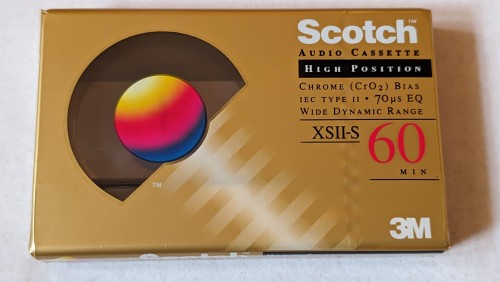 Scotch™
AUDIO CASSETTE
HIGH POSITION
CHROME (CrO2) BIAS
IEC TYPE II • 70µs EQ
WIDE DYNAMIC RANGE
XSII-S 60
MIN
TM
3M
Scotch